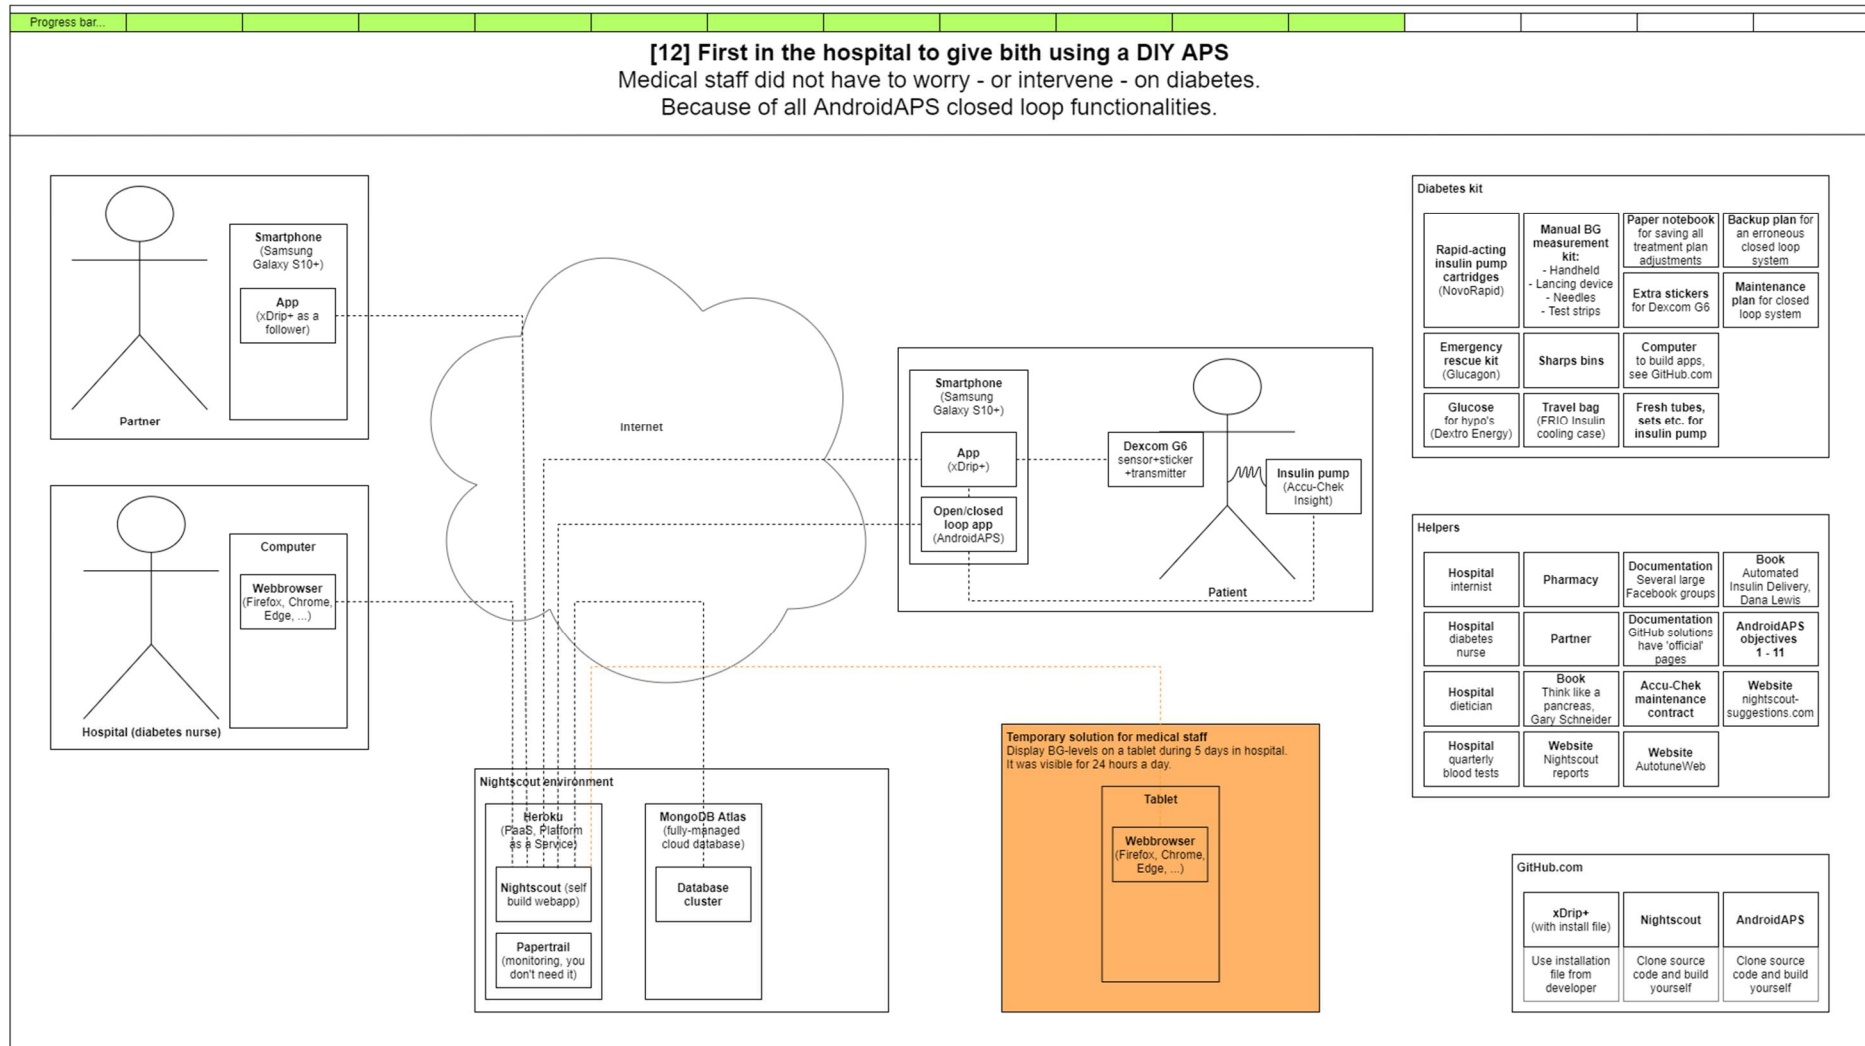 Progress bar...
[12] First in the hospital to give bith using a DIY APS
Medical staff did not have to worry - or intervene - on diabetes.
Because of all AndroidAPS closed loop functionalities.
Smartphone
(Samsung
Galaxy S10+)
App
(xDrip+ as a
follower)
Partner
Computer
Webbrowser
(Firefox, Chrome,
Edge, ...)
Hospital (diabetes nurse)
Internet
Smartphone
(Samsung
Galaxy S10+)
App
(xDrip+)
Open/closed
loop app
(AndroidAPS)
Dexcom G6
sensor+sticker
+transmitter
Insulin pump
(Accu-Chek
Insight)
Patient
Nightscout environment
Heroku
(PaaS, Platform
as a Service)
Nightscout (self
build webapp)
Papertrail
(monitoring, you
don't need it)
MongoDB Atlas
(fully-managed
cloud database)
Database
cluster
Temporary solution for medical staff
Display BG-levels on a tablet during 5 days in hospital.
It was visible for 24 hours a day.
Tablet
Webbrowser
(Firefox, Chrome,
Edge, ...)
Diabetes kit
Rapid-acting
insulin pump
cartridges
(NovoRapid)
Manual BG
measurement
kit:
- Handheld
- Lancing device
- Needles
- Test strips
Paper notebook
for saving all
treatment plan
adjustments
Backup plan for
an erroneous
closed loop
system
Extra stickers
for Dexcom G6
Maintenance
plan for closed
loop system
Emergency
rescue kit
(Glucagon)
Sharps bins
Computer
to build apps,
see GitHub.com
Glucose
for hypo's
(Dextro Energy)
Travel bag
(FRIO Insulin
cooling case)
Fresh tubes,
sets etc. for
insulin pump
Helpers
Hospital
internist
Pharmacy
Documentation
Several large
Facebook groups
Book
Automated
Insulin Delivery,
Dana Lewis
Hospital
diabetes
nurse
Partner
Documentation
GitHub solutions
have 'official'
pages
AndroidAPS
objectives
1 - 11
Hospital
dietician
Book
Think like a
pancreas,
Gary Schneider
Accu-Chek
maintenance
contract
Website
nightscout-
suggestions.com
Hospital
quarterly
blood tests
Website
Nightscout
reports
Website
AutotuneWeb
GitHub.com
xDrip+
(with install file)
Nightscout
AndroidAPS
Use installation
file from
developer
Clone source
code and build
yourself
Clone source
code and build
yourself